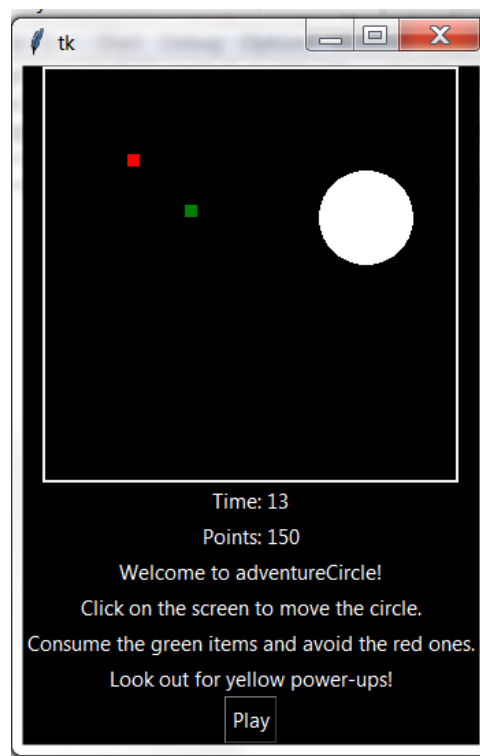 tk
Time: 13
Points: 150
Welcome to adventureCircle!
Click on the screen to move the circle.
Consume the green items and avoid the red ones.
Look out for yellow power-ups!
Play